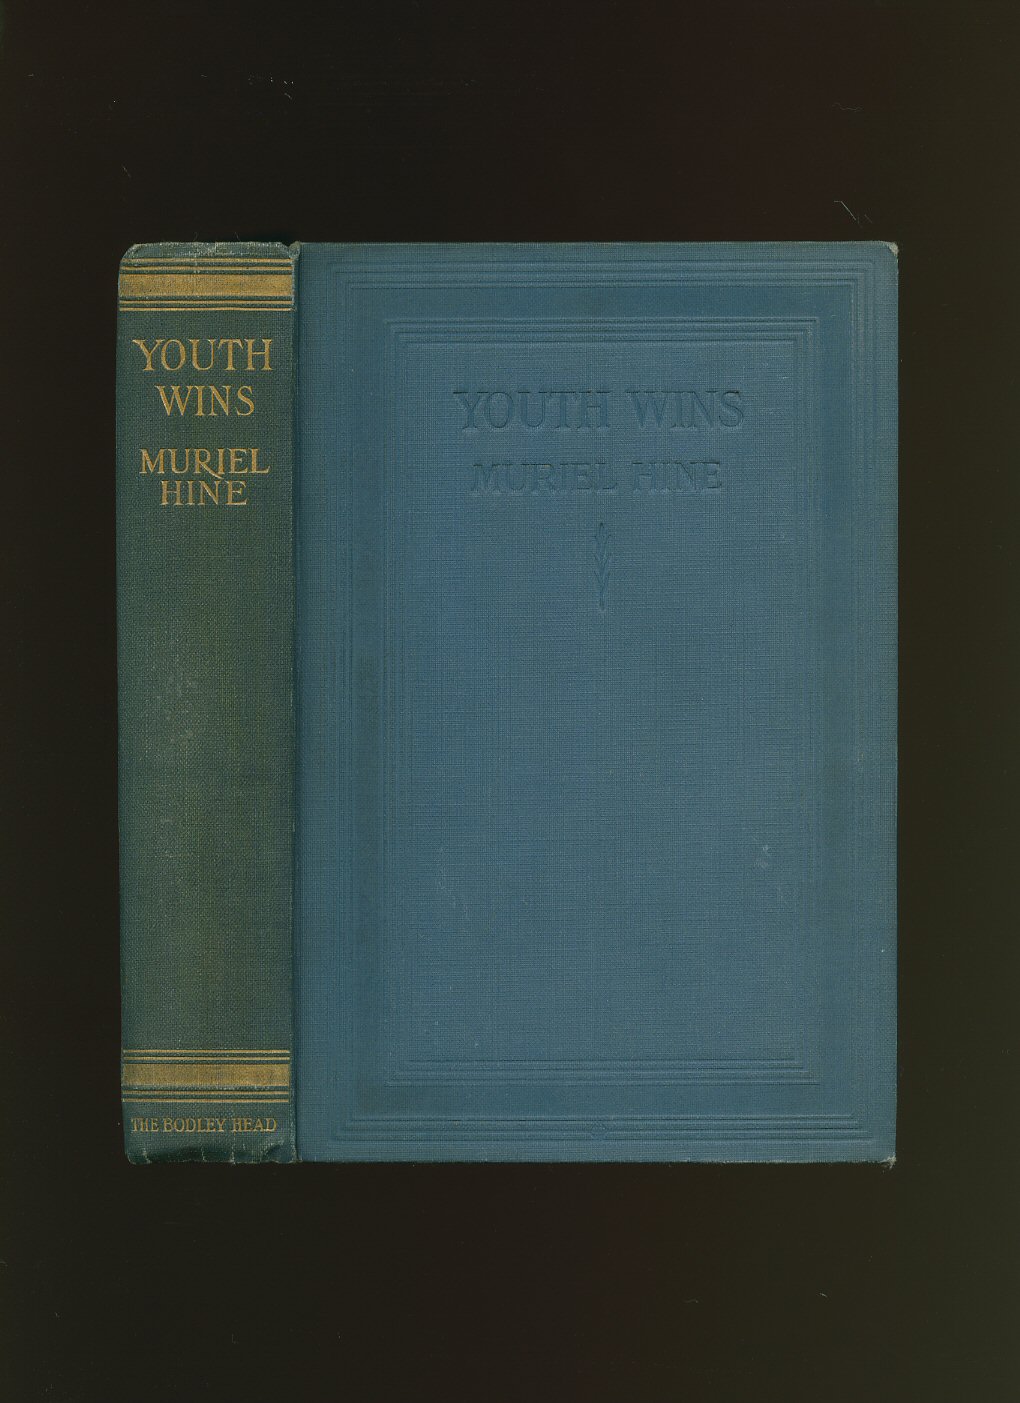 YOUTH
WINS
MURIEL
HINE
THE BODLEY HEAD
YOUTH WINS
MURIEL HINE